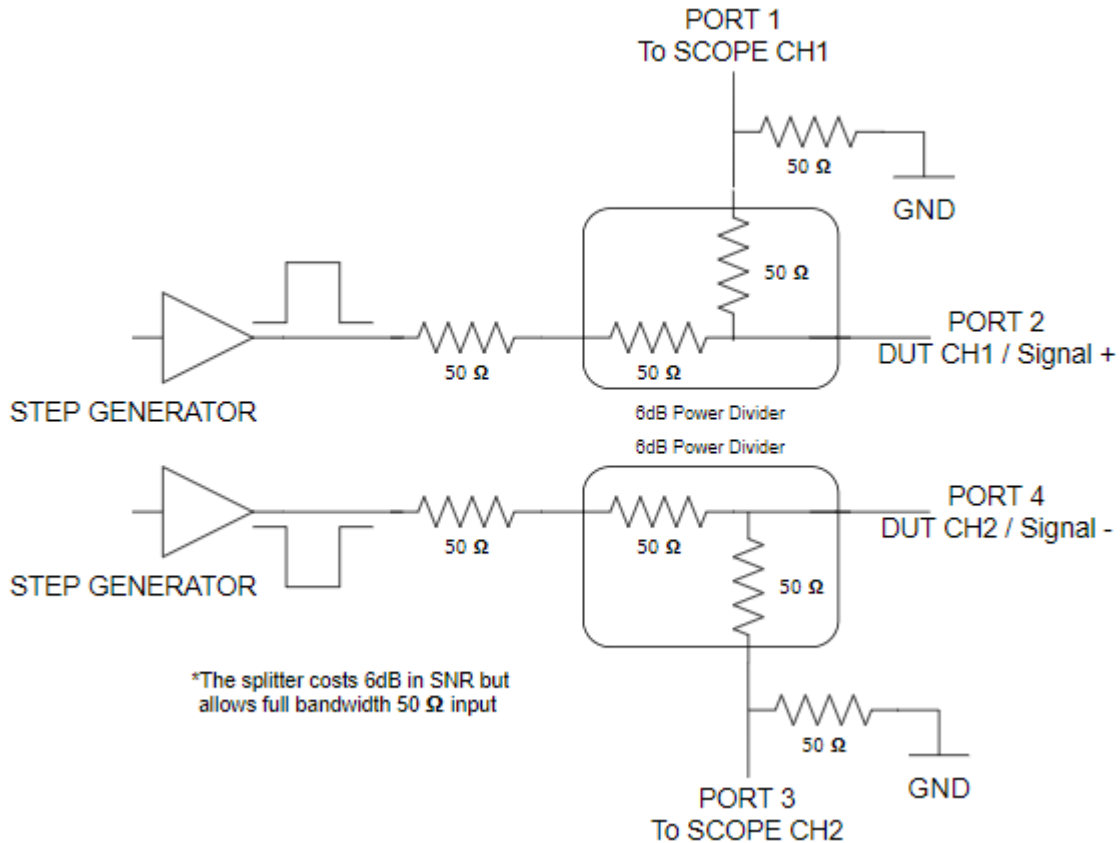 PORT 1
To SCOPE CH1
50 Ω
GND
50 Ω
PORT 2
DUT CH1 / Signal +
50 Ω
50 Ω
STEP GENERATOR
6dB Power Divider
6dB Power Divider
PORT 4
DUT CH2 / Signal -
50 Ω
50 Ω
STEP GENERATOR
50 Ω
*The splitter costs 6dB in SNR but
allows full bandwidth 50 Ω input
50 Ω
GND
PORT 3
To SCOPE CH2